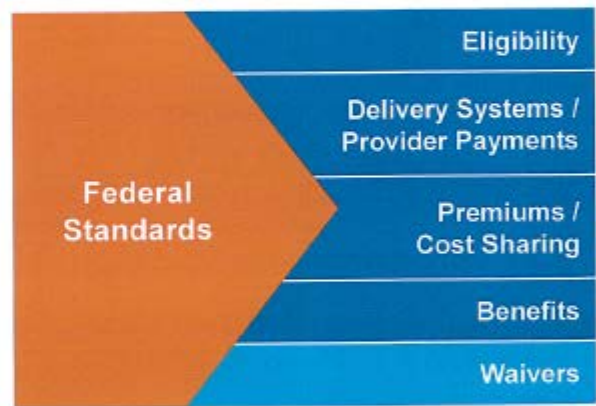 Federal
Standards
Eligibility
Delivery Systems /
Provider Payments
Premiums /
Cost Sharing
Benefits
Waivers